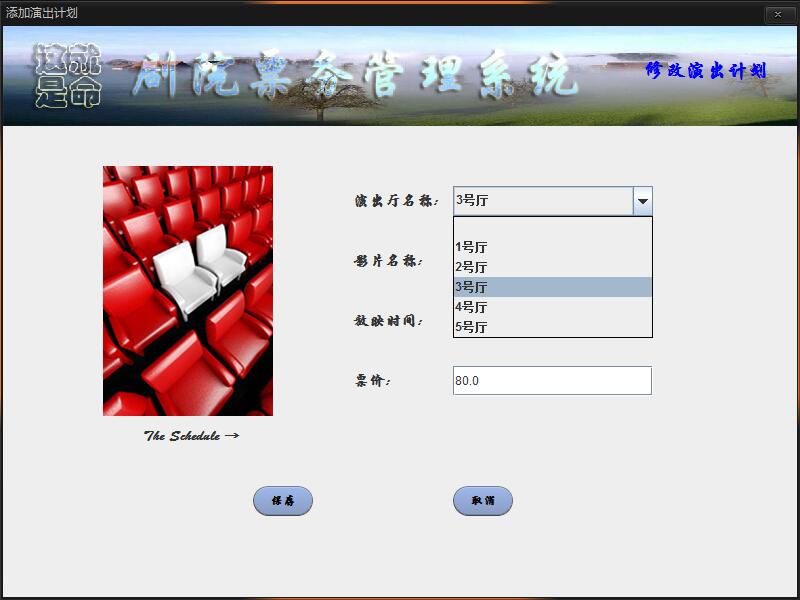 添加演出计划
这就是命
剧院票务管理系统
修改演出计划
演出厅名称：
3号厅
1号厅
2号厅
3号厅
4号厅
5号厅
影片名称：
放映时间：
票价：
80.0
The Schedule →
保存
取消